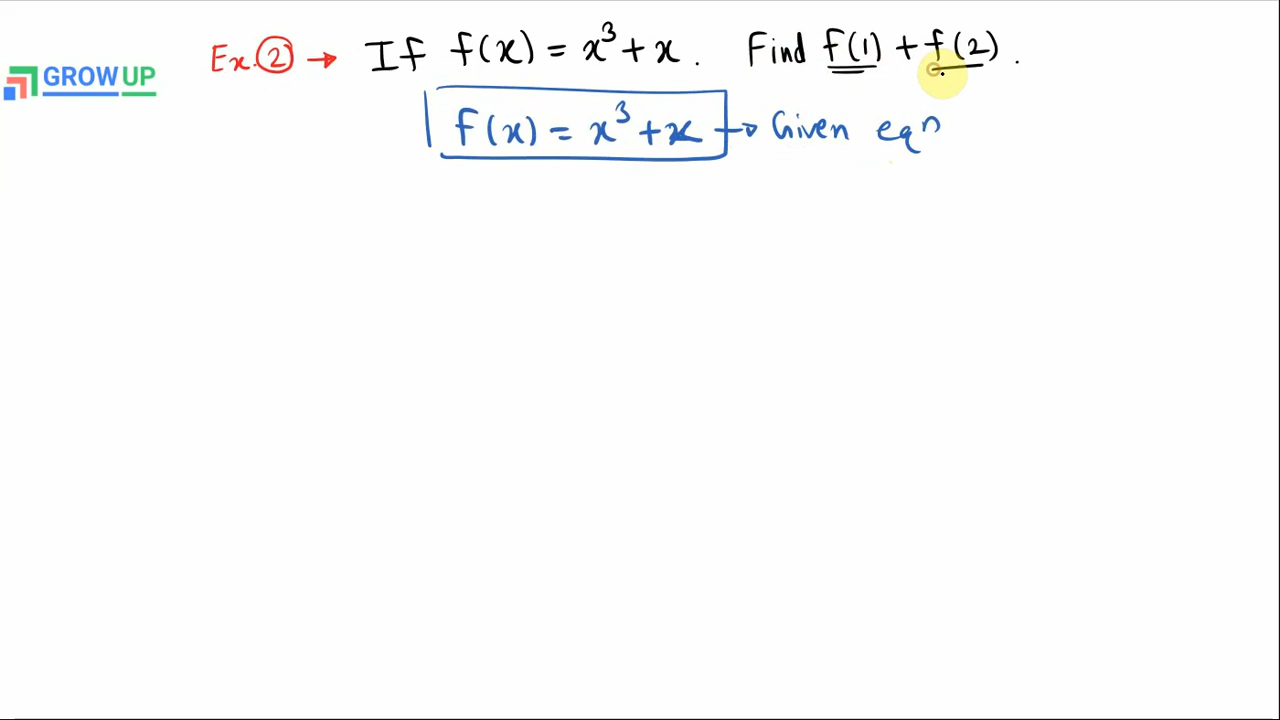 Ex. ② → If f(x) = x³ + x. Find f(1) + f(2).
GROW UP
f(x) = x³ + x → Given eqⁿ